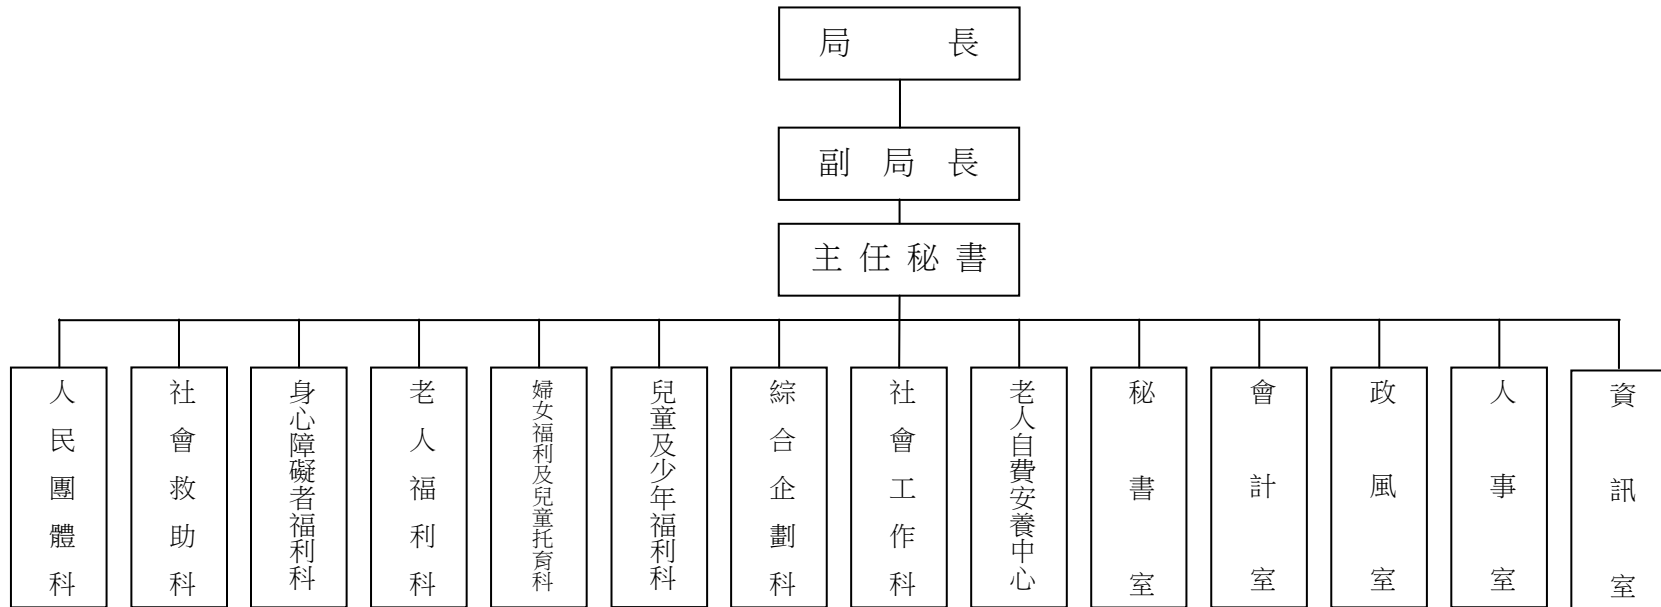 局長
副局長
主任秘書
人民團體科
社會救助科
身心障礙者福利科
老人福利科
婦女福利及兒童托育科
兒童及少年福利科
綜合企劃科
社會工作科
老人自費安養中心
秘書室
會計室
政風室
人事室
資訊室